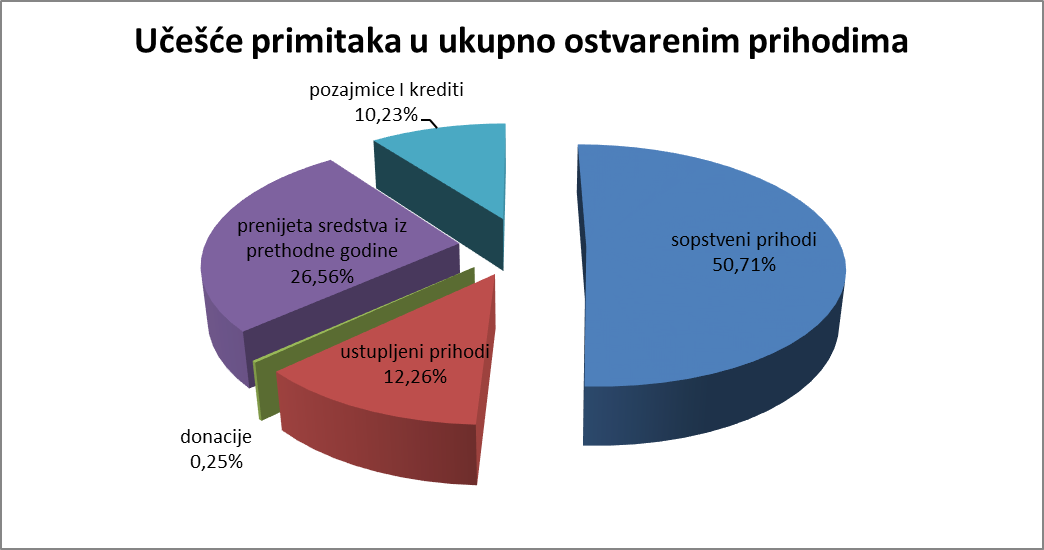 Učešće primitaka u ukupno ostvarenim prihodima
pozajmice I krediti
10,23%
sopstveni prihodi
50,71%
prenijeta sredstva iz
prethodne godine
26,56%
ustupljeni prihodi
12,26%
donacije
0,25%